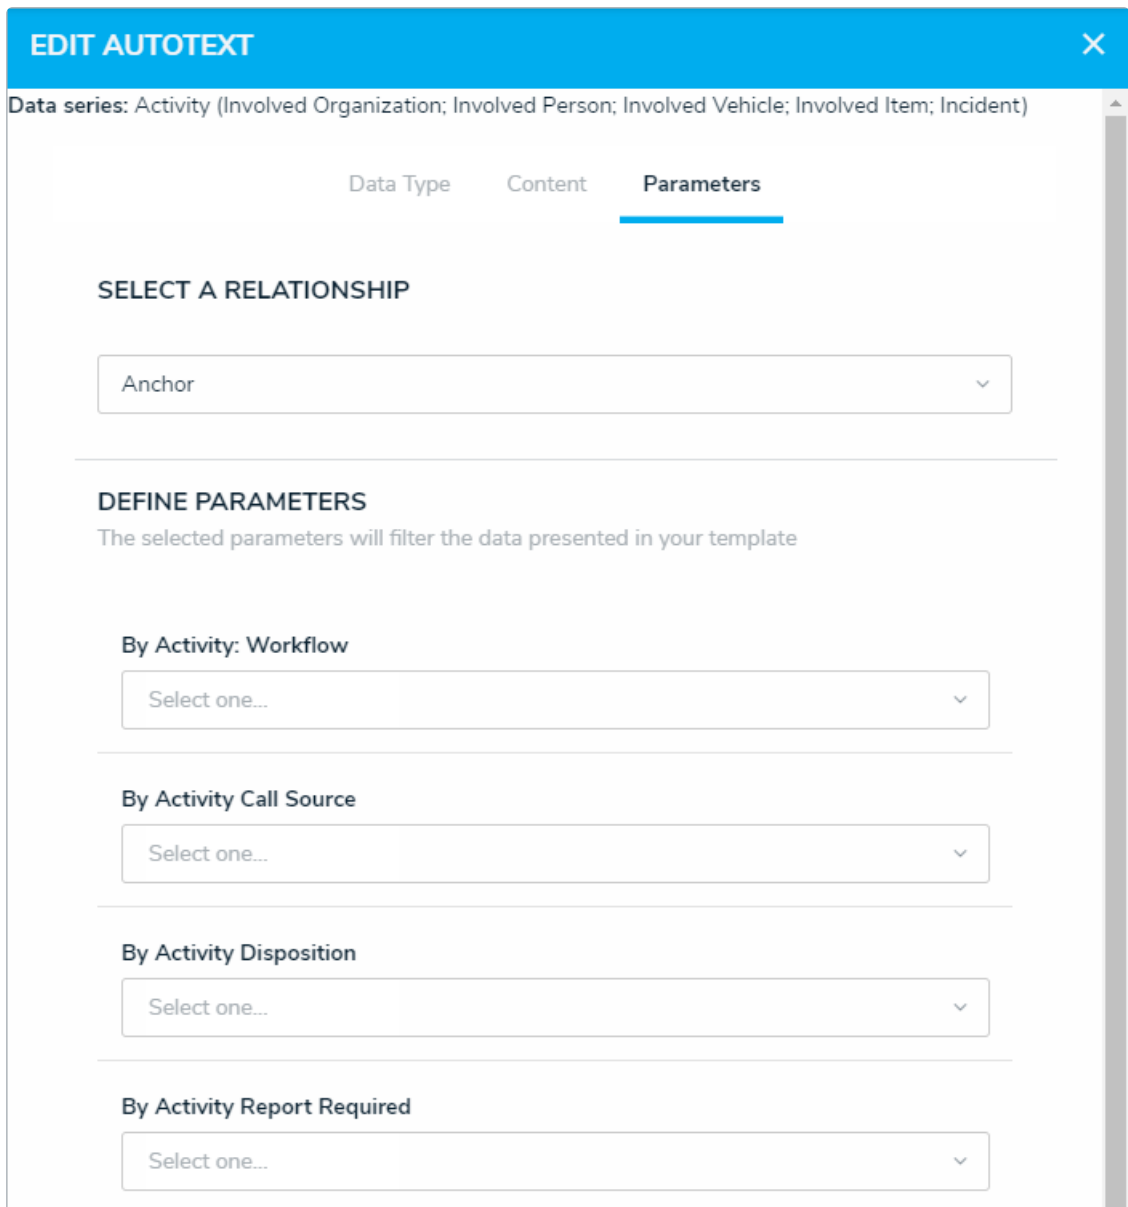 EDIT AUTOTEXT
Data series: Activity (Involved Organization; Involved Person; Involved Vehicle; Involved Item; Incident)
Data Type Content Parameters
SELECT A RELATIONSHIP
Anchor
DEFINE PARAMETERS
The selected parameters will filter the data presented in your template
By Activity: Workflow
Select one...
By Activity Call Source
Select one...
By Activity Disposition
Select one...
By Activity Report Required
Select one...